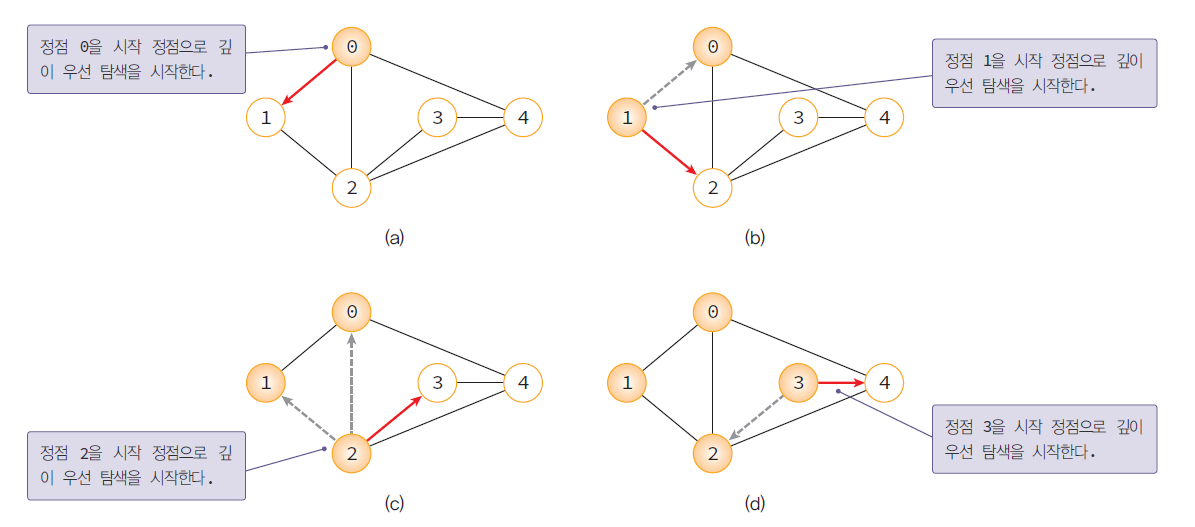 정점 0을 시작 정점으로 깊
이 우선 탐색을 시작한다.
0
1
3
4
2
(a)
정점 1을 시작 정점으로 깊이
우선 탐색을 시작한다.
0
1
3
4
2
(b)
정점 2을 시작 정점으로 깊
이 우선 탐색을 시작한다.
0
1
3
4
2
(c)
정점 3을 시작 정점으로 깊이
우선 탐색을 시작한다.
0
1
3
4
2
(d)